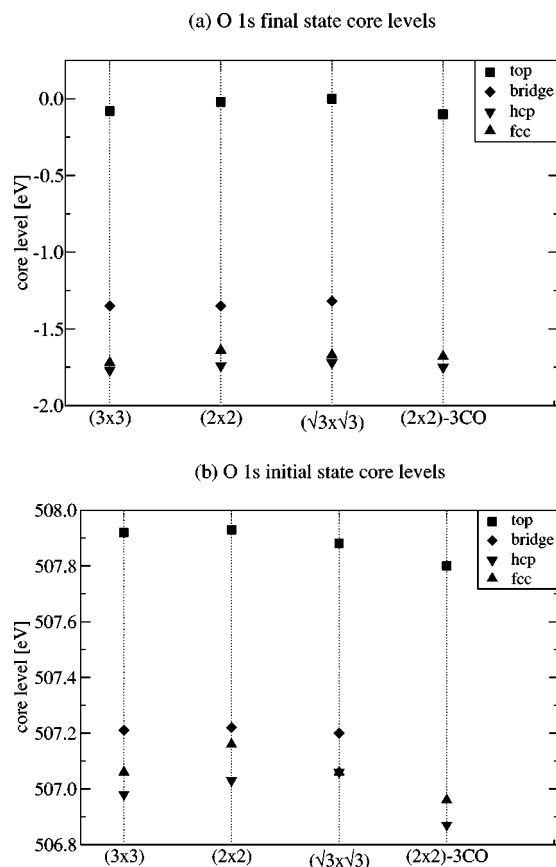 (a) O 1s final state core levels
top
bridge
hcp
fcc
0.0
-0.5
-1.0
-1.5
-2.0
core level [eV]
(3x3)
(2x2)
(√3x√3)
(2x2)-3CO
(b) O 1s initial state core levels
top
bridge
hcp
fcc
508.0
507.8
507.6
507.4
507.2
507.0
506.8
core level [eV]
(3x3)
(2x2)
(√3x√3)
(2x2)-3CO